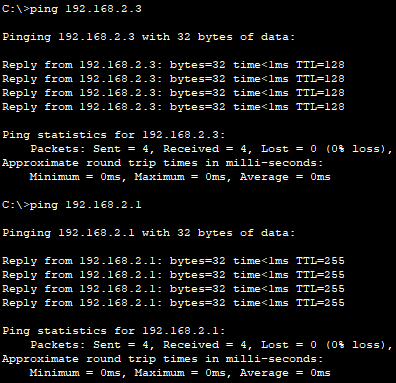 C:\>ping 192.168.2.3
Pinging 192.168.2.3 with 32 bytes of data:
Reply from 192.168.2.3: bytes=32 time<1ms TTL=128
Reply from 192.168.2.3: bytes=32 time<1ms TTL=128
Reply from 192.168.2.3: bytes=32 time<1ms TTL=128
Reply from 192.168.2.3: bytes=32 time<1ms TTL=128
Ping statistics for 192.168.2.3:
    Packets: Sent = 4, Received = 4, Lost = 0 (0% loss),
Approximate round trip times in milli-seconds:
    Minimum = 0ms, Maximum = 0ms, Average = 0ms
C:\>ping 192.168.2.1
Pinging 192.168.2.1 with 32 bytes of data:
Reply from 192.168.2.1: bytes=32 time<1ms TTL=255
Reply from 192.168.2.1: bytes=32 time<1ms TTL=255
Reply from 192.168.2.1: bytes=32 time<1ms TTL=255
Reply from 192.168.2.1: bytes=32 time<1ms TTL=255
Ping statistics for 192.168.2.1:
    Packets: Sent = 4, Received = 4, Lost = 0 (0% loss),
Approximate round trip times in milli-seconds:
    Minimum = 0ms, Maximum = 0ms, Average = 0ms